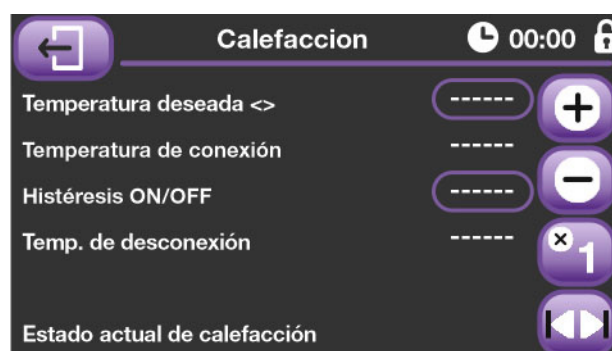 Calefaccion 00:00
Temperatura deseada <> ------
Temperatura de conexión ------
Histéresis ON/OFF ------
Temp. de desconexión ------
×1
Estado actual de calefacción